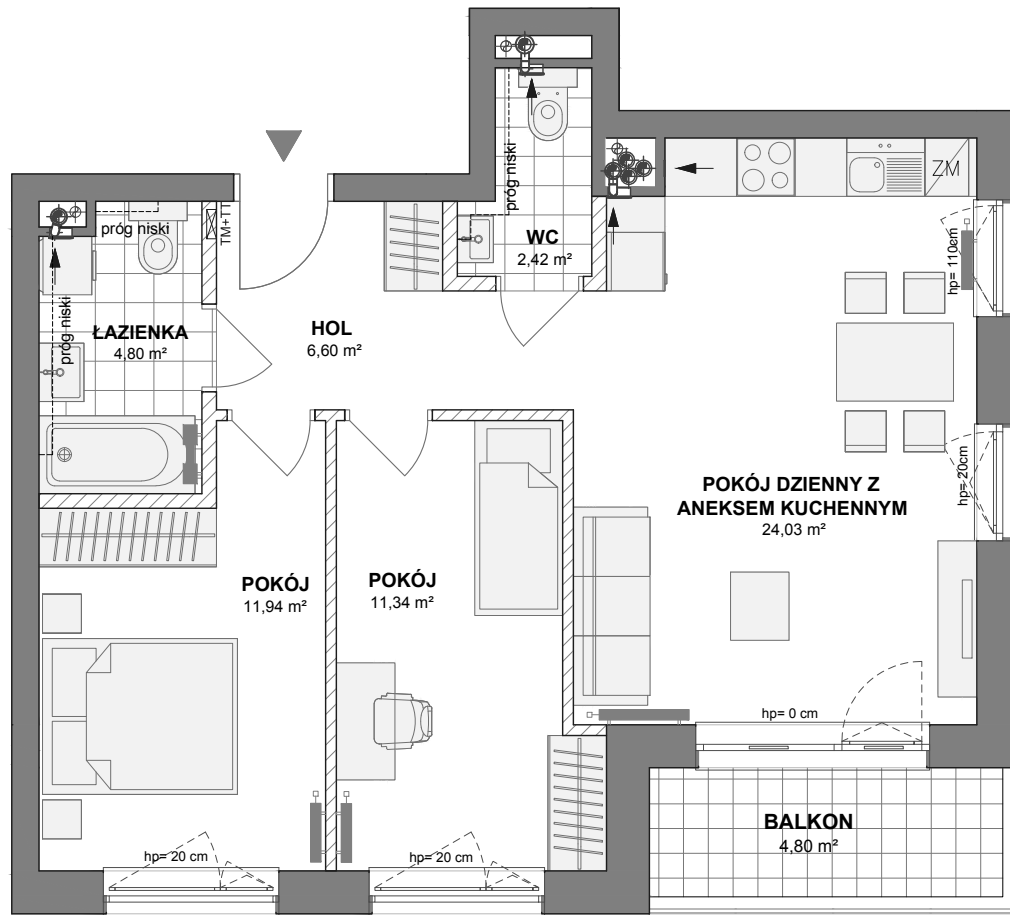 próg niski
próg niski
TM+TT
ZM
WC
2,42 m²
hp= 110cm
próg niski
ŁAZIENKA
4,80 m²
HOL
6,60 m²
hp= 20cm
POKÓJ DZIENNY Z
ANEKSEM KUCHENNYM
24,03 m²
POKÓJ
11,94 m²
POKÓJ
11,34 m²
hp= 0 cm
BALKON
4,80 m²
hp= 20 cm
hp= 20 cm